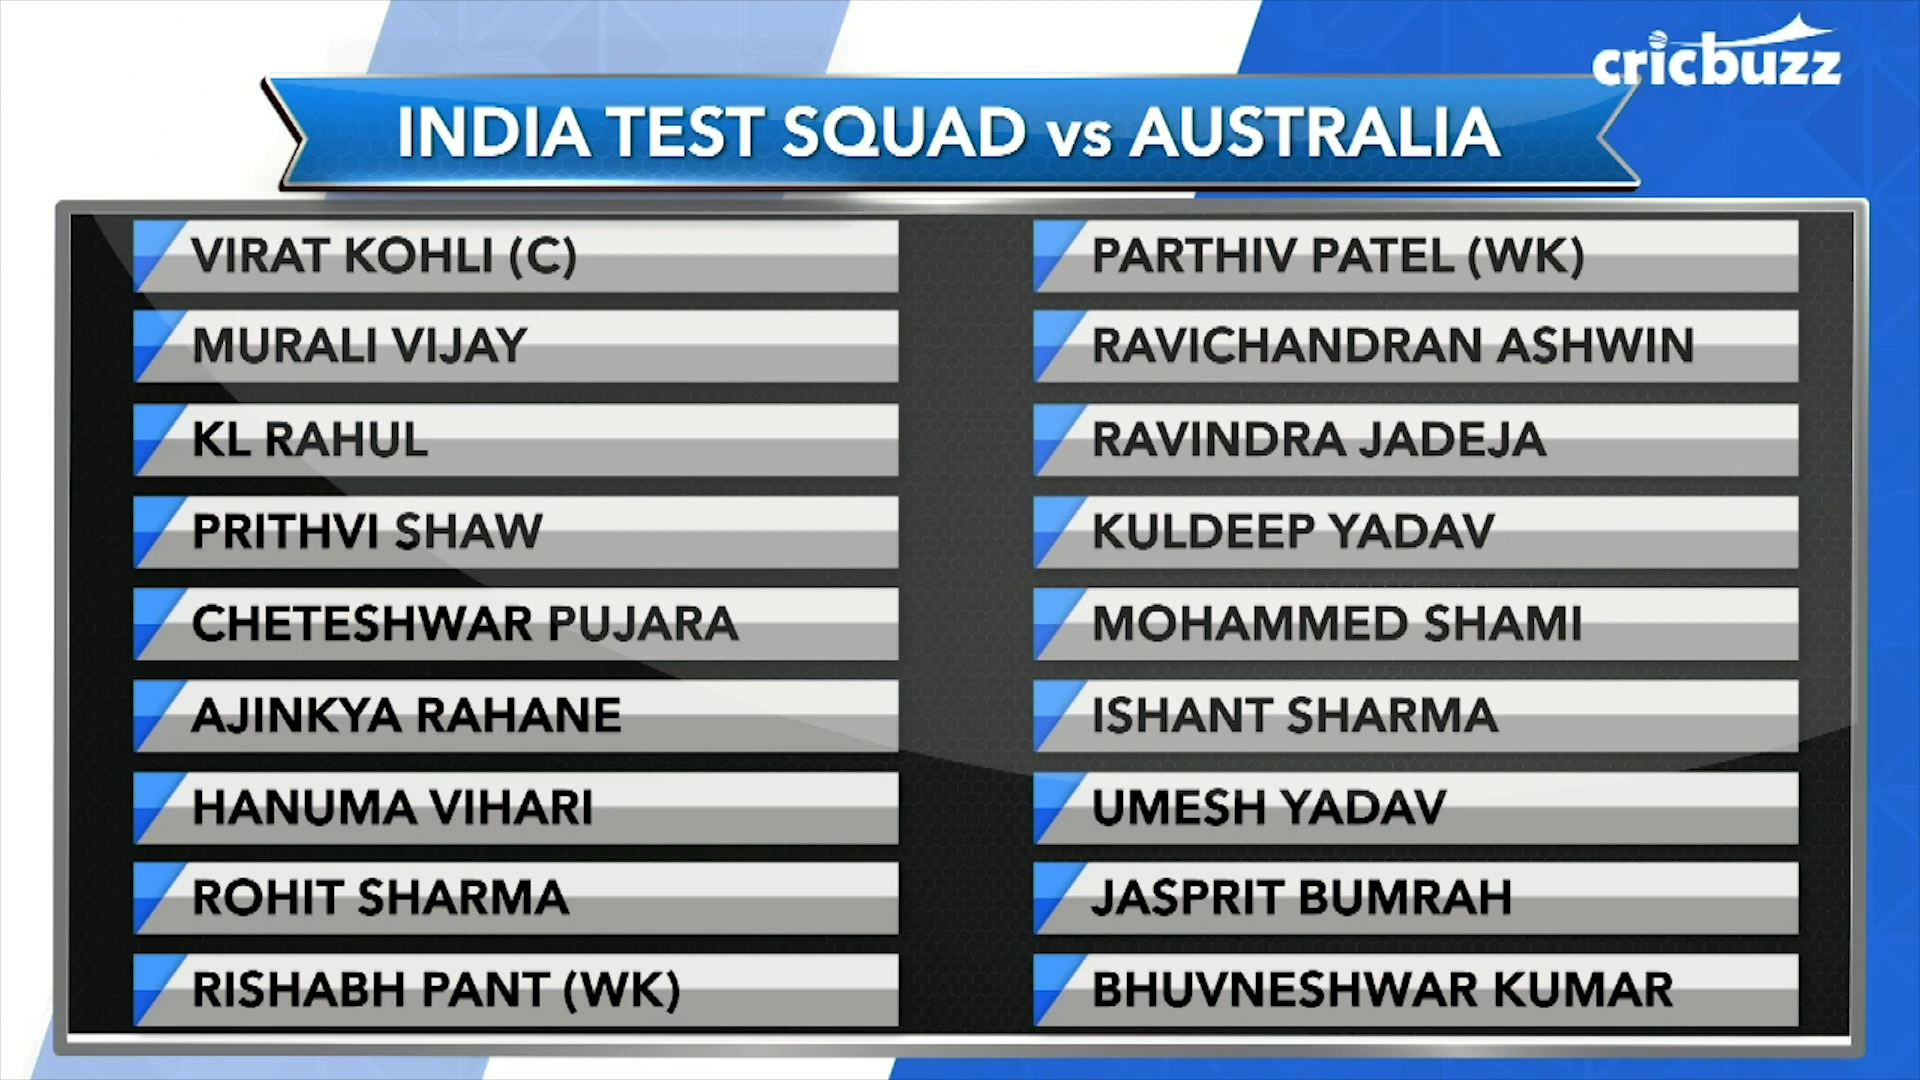 cricbuzz
INDIA TEST SQUAD vs AUSTRALIA
VIRAT KOHLI (C)
MURALI VIJAY
KL RAHUL
PRITHVI SHAW
CHETESHWAR PUJARA
AJINKYA RAHANE
HANUMA VIHARI
ROHIT SHARMA
RISHABH PANT (WK)
PARTHIV PATEL (WK)
RAVICHANDRAN ASHWIN
RAVINDRA JADEJA
KULDEEP YADAV
MOHAMMED SHAMI
ISHANT SHARMA
UMESH YADAV
JASPRIT BUMRAH
BHUVNESHWAR KUMAR